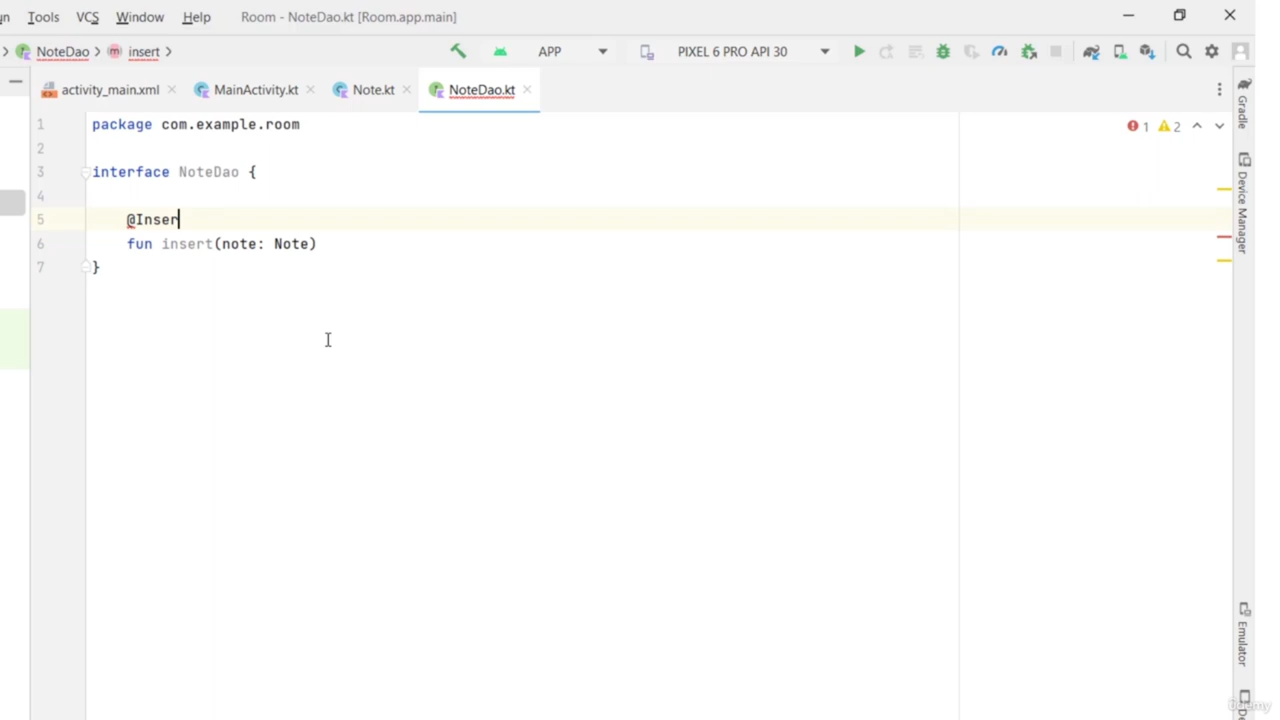 Tools VCS Window Help Room - NoteDao.kt [Room.app.main]
NoteDao insert APP PIXEL 6 PRO API 30
activity_main.xml MainActivity.kt Note.kt NoteDao.kt
1 package com.example.room 1 2
2
3 interface NoteDao {
4
5 @Inser
6 fun insert(note: Note)
7 }
Gradle
Device Manager
Emulator
ûdemy